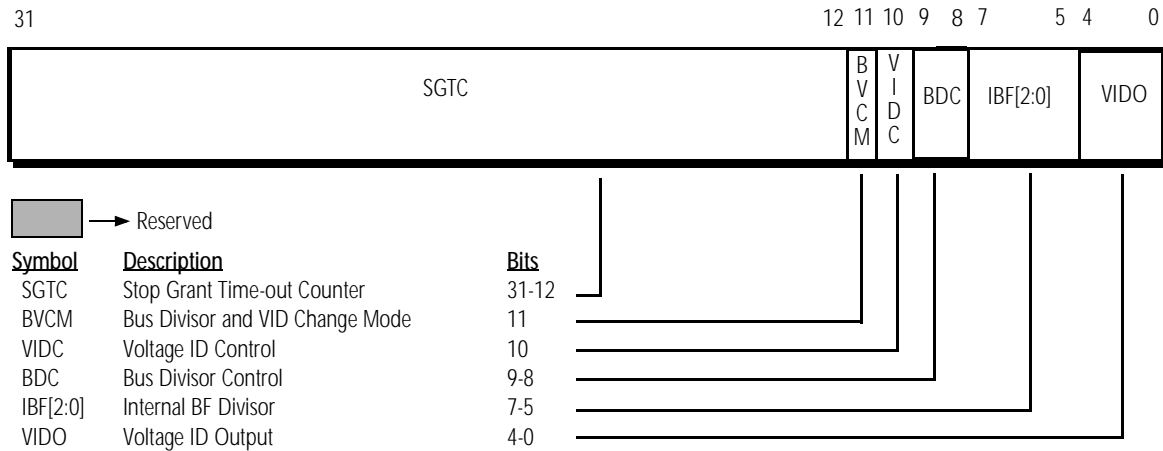 31 12 11 10 9 8 7 5 4 0
SGTC BVCM VIDC BDC IBF[2:0] VIDO
Reserved
Symbol Description Bits
SGTC Stop Grant Time-out Counter 31-12
BVCM Bus Divisor and VID Change Mode 11
VIDC Voltage ID Control 10
BDC Bus Divisor Control 9-8
IBF[2:0] Internal BF Divisor 7-5
VIDO Voltage ID Output 4-0